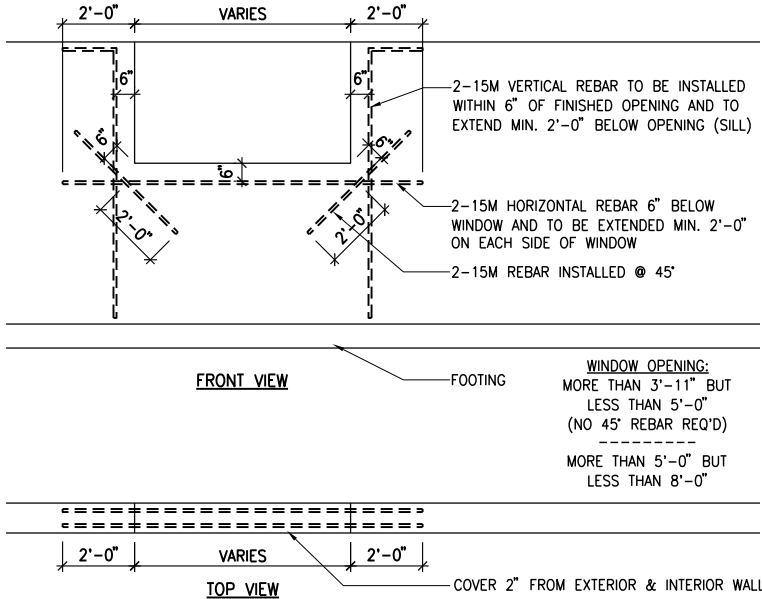 2'-0" VARIES 2'-0"
6" 6"
2-15M VERTICAL REBAR TO BE INSTALLED
WITHIN 6" OF FINISHED OPENING AND TO
EXTEND MIN. 2'-0" BELOW OPENING (SILL)
6" 6"
6"
2'-0" 2'-0"
2-15M HORIZONTAL REBAR 6" BELOW
WINDOW AND TO BE EXTENDED MIN. 2'-0"
ON EACH SIDE OF WINDOW
2-15M REBAR INSTALLED @ 45°
FRONT VIEW
FOOTING
WINDOW OPENING:
MORE THAN 3'-11" BUT
LESS THAN 5'-0"
(NO 45° REBAR REQ'D)
---------
MORE THAN 5'-0" BUT
LESS THAN 8'-0"
2'-0" VARIES 2'-0"
TOP VIEW
COVER 2" FROM EXTERIOR & INTERIOR WALL